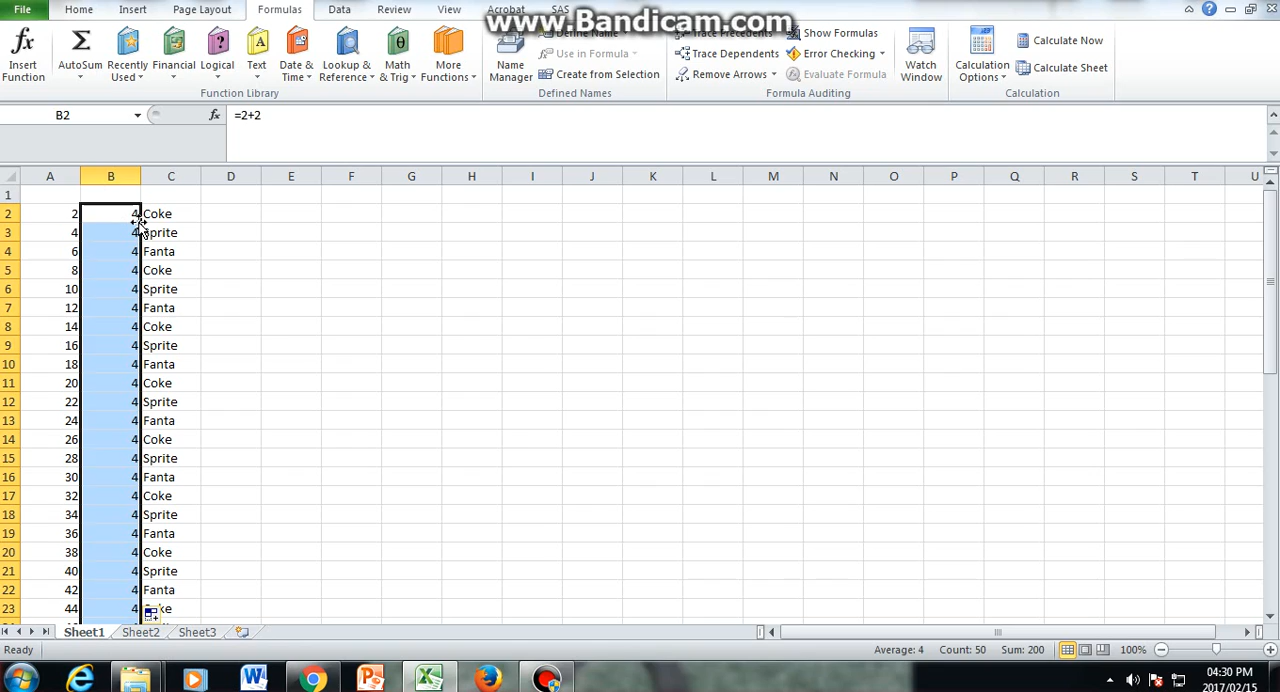 File Home Insert Page Layout Formulas Data Review View Acrobat SAS
www.Bandicam.com
Insert Function
AutoSum
Recently Used
Financial
Logical
Text
Date & Time
Lookup & Reference
Math & Trig
More Functions
Function Library
Name Manager
Define Name
Use in Formula
Create from Selection
Defined Names
Trace Precedents
Trace Dependents
Remove Arrows
Show Formulas
Error Checking
Evaluate Formula
Formula Auditing
Watch Window
Calculation Options
Calculate Now
Calculate Sheet
Calculation
B2 fx =2+2
A B C D E F G H I J K L M N O P Q R S T U
1
2 2 4 Coke
3 4 4 Sprite
4 6 4 Fanta
5 8 4 Coke
6 10 4 Sprite
7 12 4 Fanta
8 14 4 Coke
9 16 4 Sprite
10 18 4 Fanta
11 20 4 Coke
12 22 4 Sprite
13 24 4 Fanta
14 26 4 Coke
15 28 4 Sprite
16 30 4 Fanta
17 32 4 Coke
18 34 4 Sprite
19 36 4 Fanta
20 38 4 Coke
21 40 4 Sprite
22 42 4 Fanta
23 44 4 Coke
Sheet1 Sheet2 Sheet3
Ready Average: 4 Count: 50 Sum: 200 100%
04:30 PM
2017/02/15